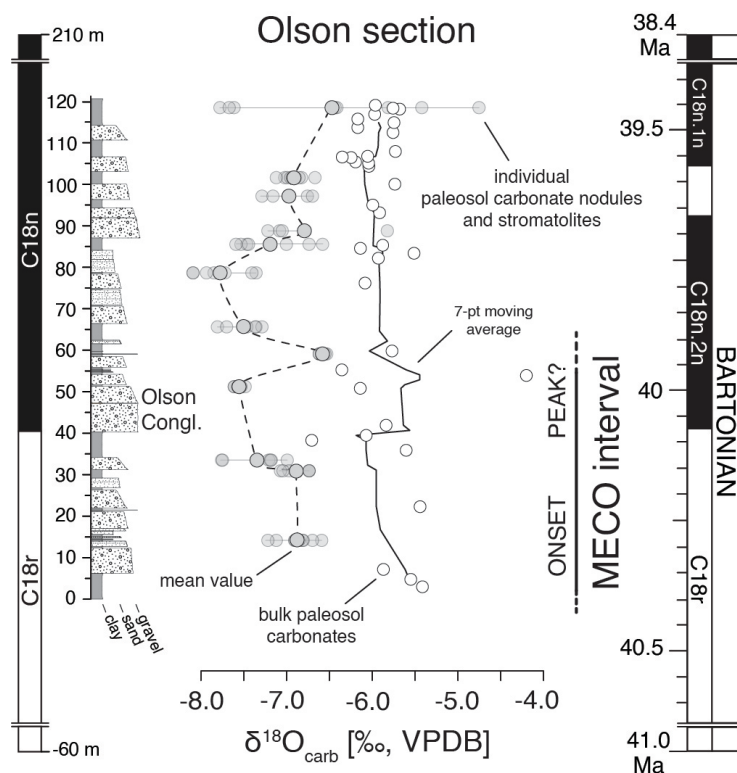 Olson section
210 m
38.4
Ma
120
110
100
90
80
70
60
50
40
30
20
10
0
-60 m
C18n
C18r
Olson
Congl.
clay
sand
gravel
individual
paleosol carbonate nodules
and stromatolites
7-pt moving
average
mean value
bulk paleosol
carbonates
ONSET
PEAK?
MECO interval
39.5
40
40.5
41.0
Ma
C18n.1n
C18n.2n
C18r
BARTONIAN
-8.0 -7.0 -6.0 -5.0 -4.0
δ18Ocarb [‰, VPDB]